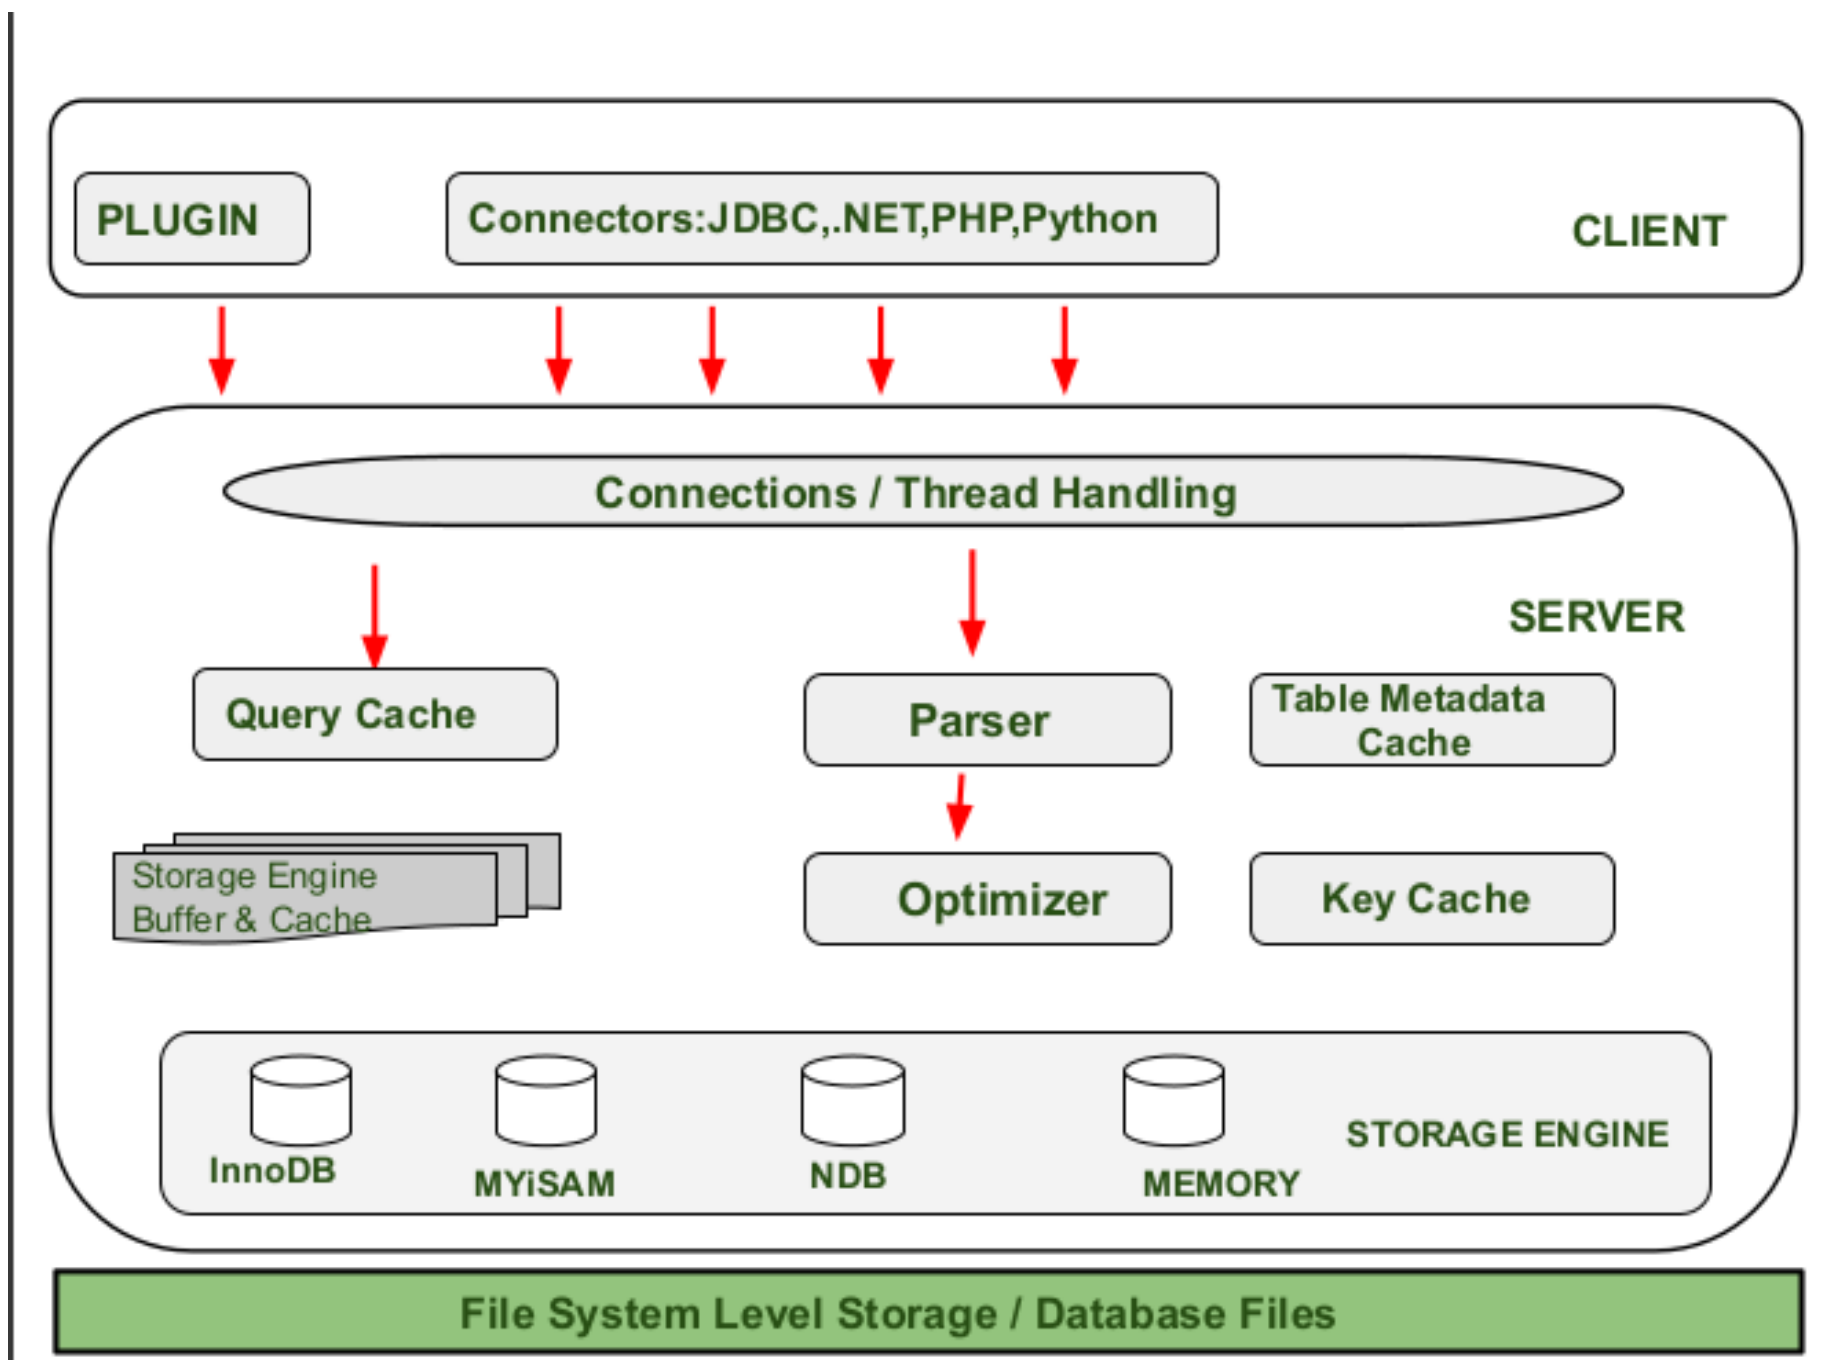 PLUGIN
Connectors:JDBC,.NET,PHP,Python
CLIENT
Connections / Thread Handling
SERVER
Query Cache
Parser
Table Metadata
Cache
Storage Engine
Buffer & Cache
Optimizer
Key Cache
InnoDB
MYiSAM
NDB
MEMORY
STORAGE ENGINE
File System Level Storage / Database Files